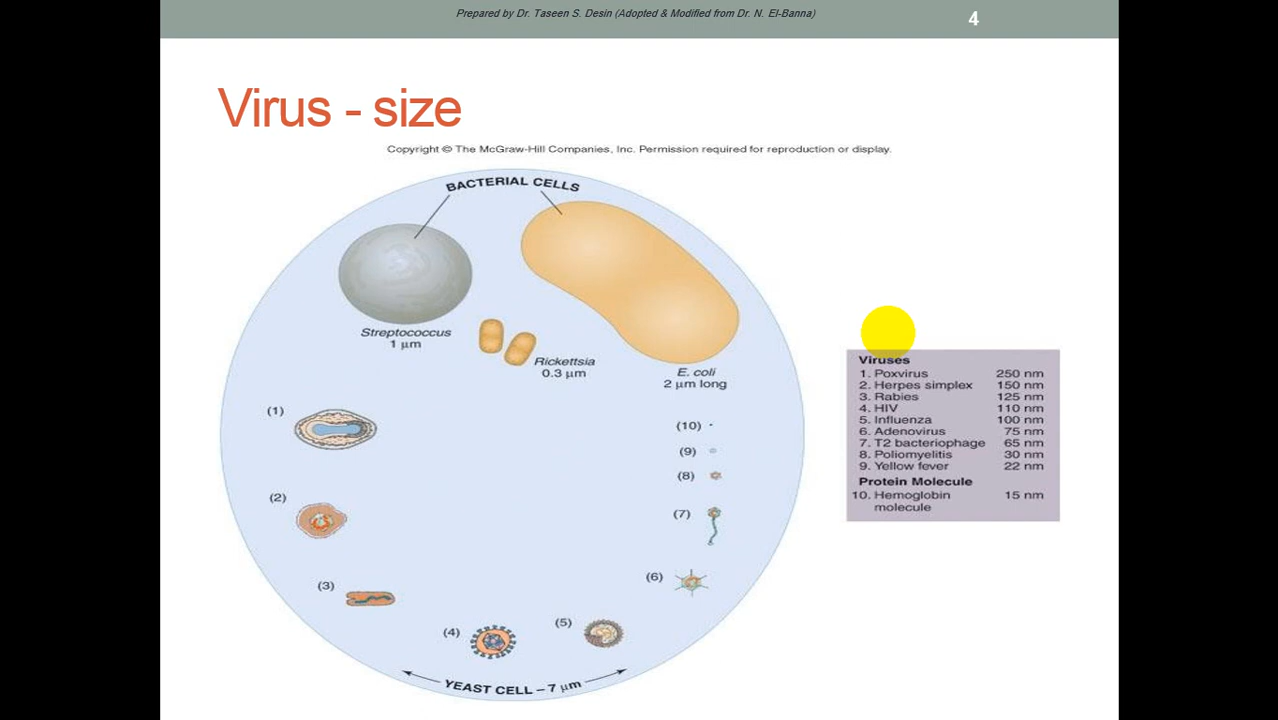 Prepared by Dr. Taseen S. Desin (Adopted & Modified from Dr. N. El-Banna)
4
Virus - size
Copyright © The McGraw-Hill Companies, Inc. Permission required for reproduction or display.
BACTERIAL CELLS
Streptococcus
1 µm
Rickettsia
0.3 µm
E. coli
2 µm long
(1)
(2)
(3)
(4)
(5)
(6)
(7)
(8)
(9)
(10)
YEAST CELL – 7 µm
Viruses
1. Poxvirus 250 nm
2. Herpes simplex 150 nm
3. Rabies 125 nm
4. HIV 110 nm
5. Influenza 100 nm
6. Adenovirus 75 nm
7. T2 bacteriophage 65 nm
8. Poliomyelitis 30 nm
9. Yellow fever 22 nm
Protein Molecule
10. Hemoglobin 15 nm
molecule